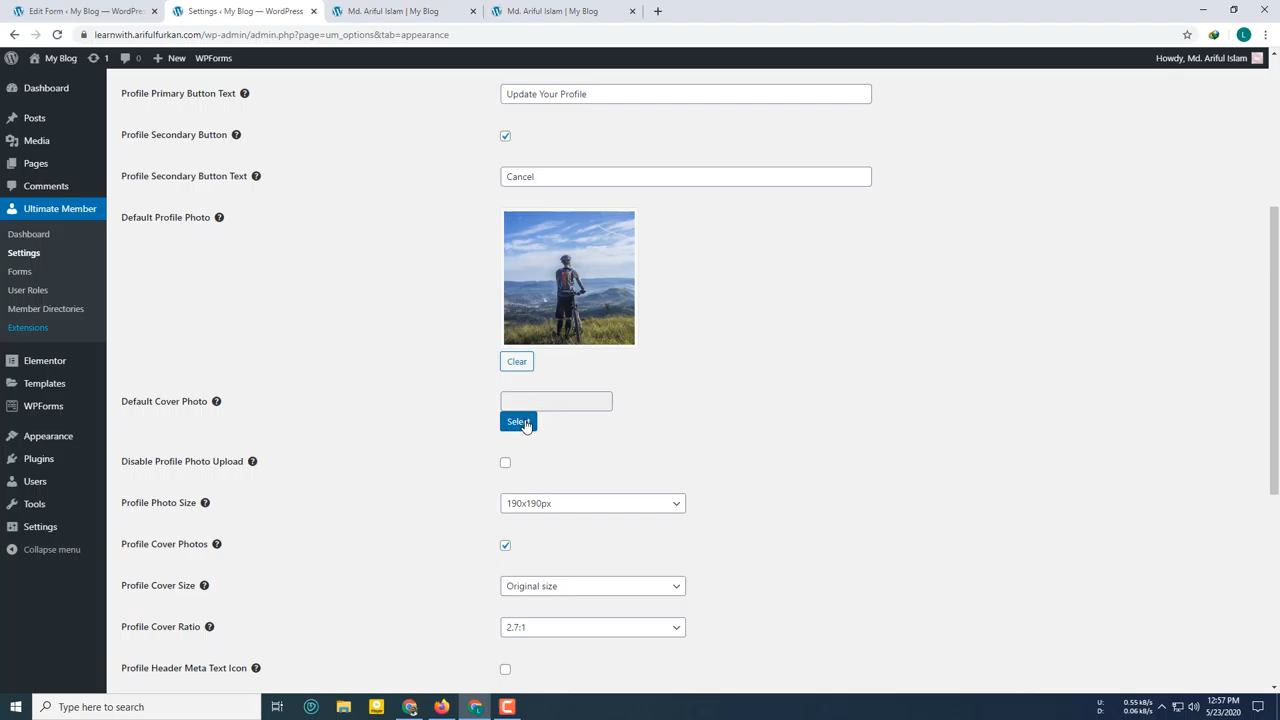 Edit Form ‹ My Blog — WordPres
Settings ‹ My Blog — WordPress
Md. Ariful Islam | My Blog
Md. Ariful Islam | My Blog
learnwith.arifulfurkan.com/wp-admin/admin.php?page=um_options&tab=appearance
L
My Blog
1
0
New
WPForms
Howdy, Md. Ariful Islam
Dashboard
Posts
Media
Pages
Comments
Ultimate Member
Dashboard
Settings
Forms
User Roles
Member Directories
Extensions
Elementor
Templates
WPForms
Appearance
Plugins
Users
Tools
Settings
Collapse menu
Profile Primary Button Text
Update Your Profile
Profile Secondary Button
Profile Secondary Button Text
Cancel
Default Profile Photo
Clear
Default Cover Photo
Select
Disable Profile Photo Upload
Profile Photo Size
190x190px
Profile Cover Photos
Profile Cover Size
Original size
Profile Cover Ratio
2.7:1
Profile Header Meta Text Icon
Type here to search
U: 0.55 kB/s
D: 0.06 kB/s
12:57 PM
5/23/2020